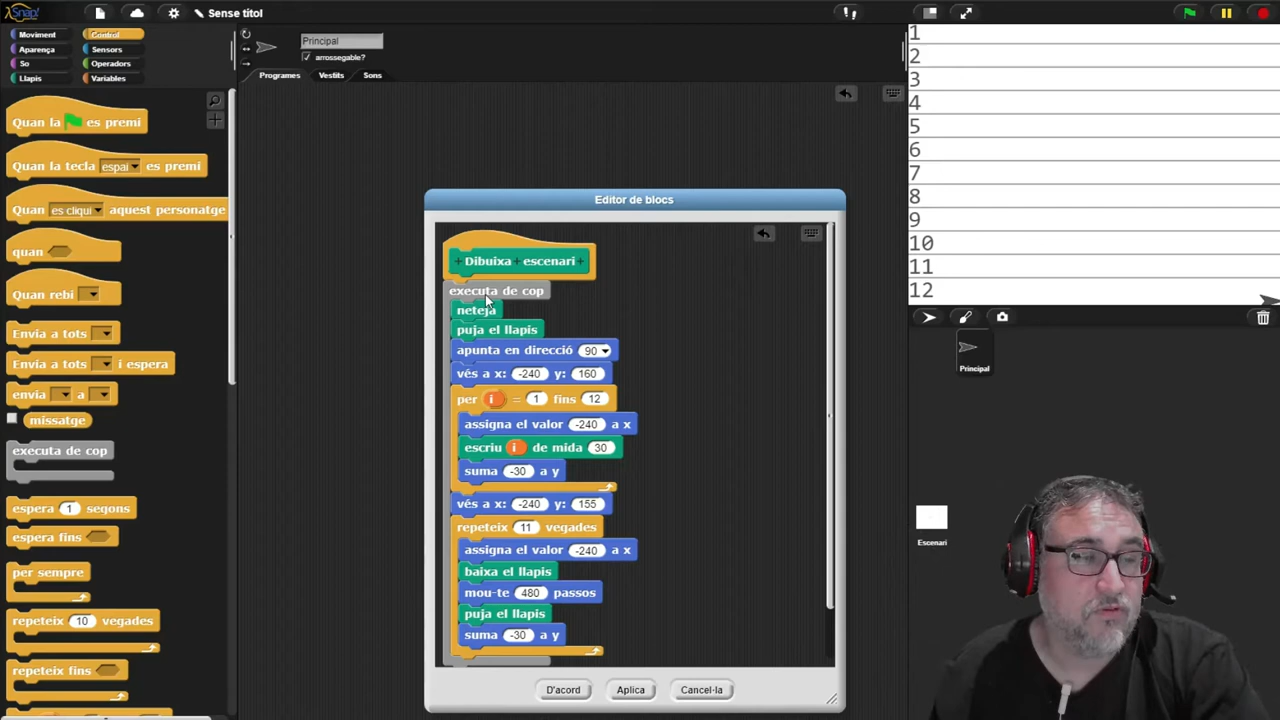 Snap!
Sense títol
Moviment
Control
Aparença
Sensors
So
Operadors
Llapis
Variables
Principal
arrossegable?
Programes
Vestits
Sons
Quan la es premi
Quan la tecla espai es premi
Quan es cliqui aquest personatge
quan
Quan rebi
Envia a tots
Envia a tots i espera
envia a
missatge
executa de cop
espera 1 segons
espera fins
per sempre
repeteix 10 vegades
repeteix fins
Editor de blocs
+ Dibuixa + escenari +
executa de cop
neteja
puja el llapis
apunta en direcció 90
vés a x: -240 y: 160
per i = 1 fins 12
assigna el valor -240 a x
escriu i de mida 30
suma -30 a y
vés a x: -240 y: 155
repeteix 11 vegades
assigna el valor -240 a x
baixa el llapis
mou-te 480 passos
puja el llapis
suma -30 a y
D'acord
Aplica
Cancel·la
1
2
3
4
5
6
7
8
9
10
11
12
Principal
Escenari